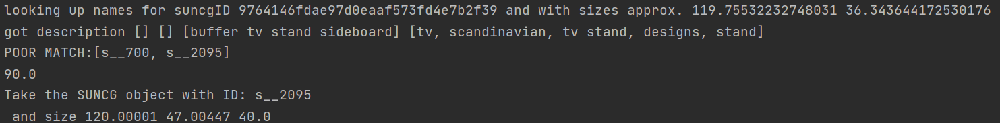 looking up names for suncgID 9764146fdae97d0eaaf573fd4e7b2f39 and with sizes approx. 119.75532232748031 36.343644172530176
got description [] [] [buffer tv stand sideboard] [tv, scandinavian, tv stand, designs, stand]
POOR MATCH:[s__700, s__2095]
90.0
Take the SUNCG object with ID: s__2095
 and size 120.00001 47.00447 40.0